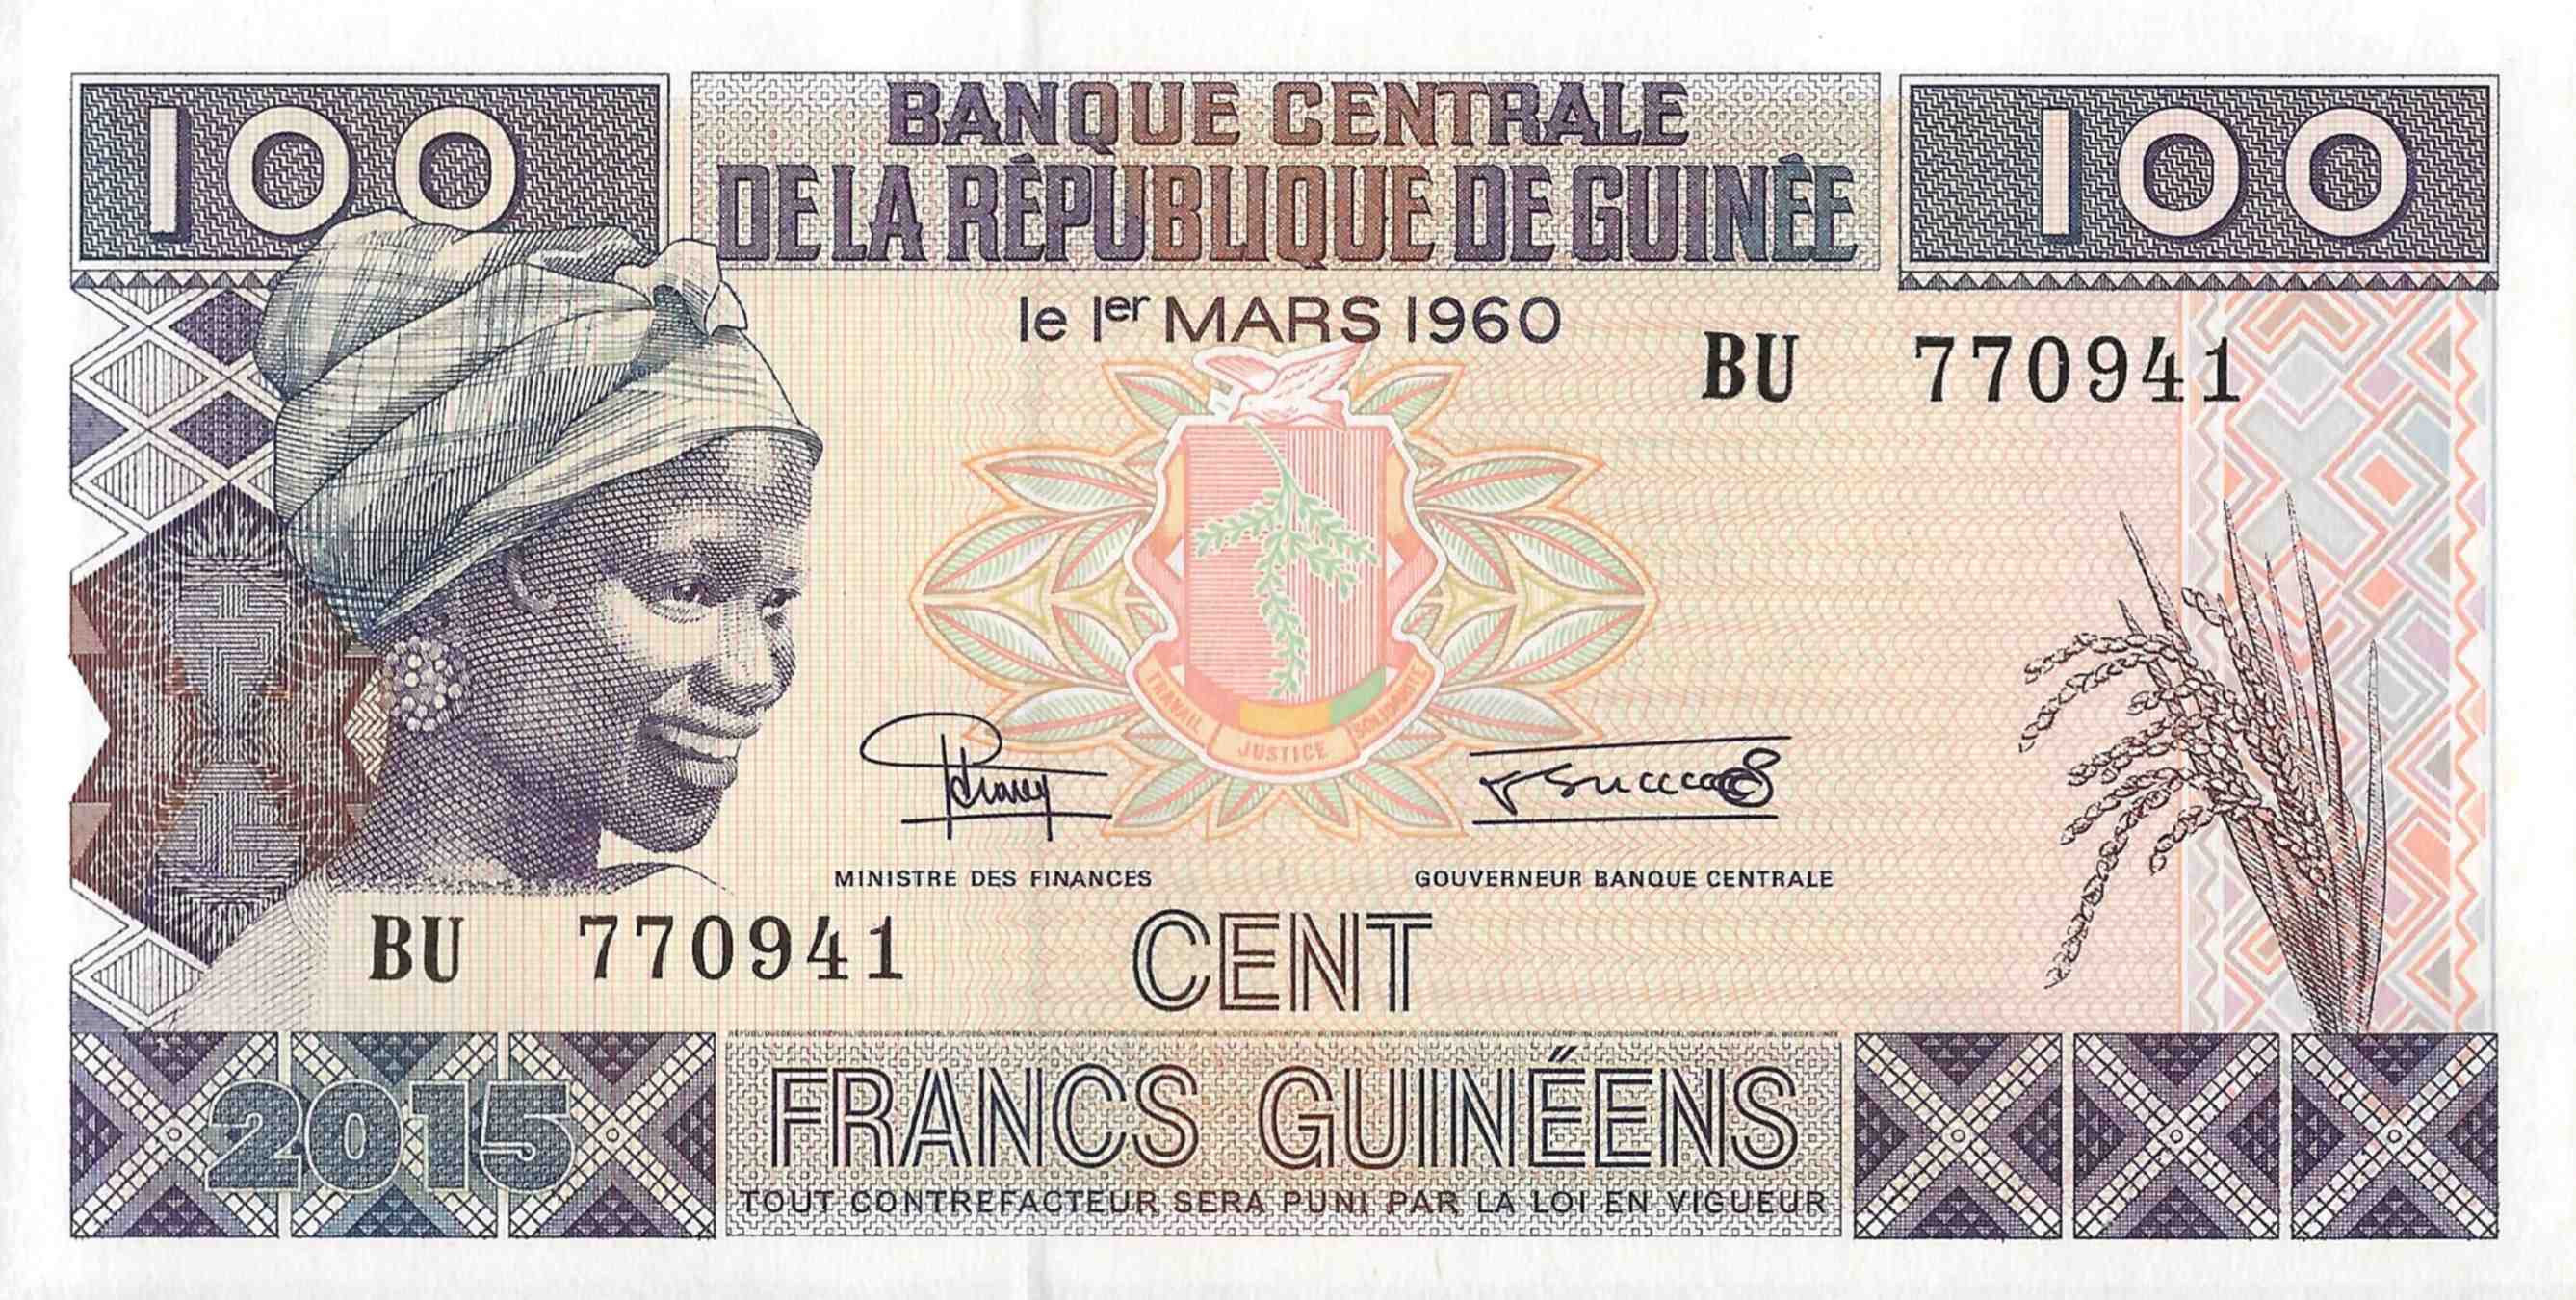 100
BANQUE CENTRALE
DE LA RÉPUBLIQUE DE GUINÉE
100
le 1er MARS 1960
BU 770941
TRAVAIL JUSTICE SOLIDARITÉ
MINISTRE DES FINANCES
GOUVERNEUR BANQUE CENTRALE
BU 770941
CENT
FRANCS GUINÉENS
2015
TOUT CONTREFACTEUR SERA PUNI PAR LA LOI EN VIGUEUR